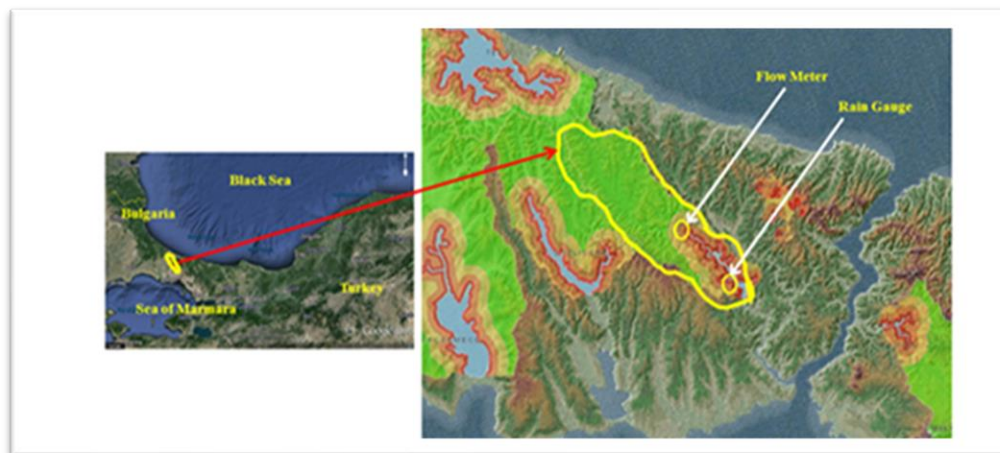 Flow Meter
Rain Gauge
Black Sea
Bulgaria
Turkey
Sea of Marmara